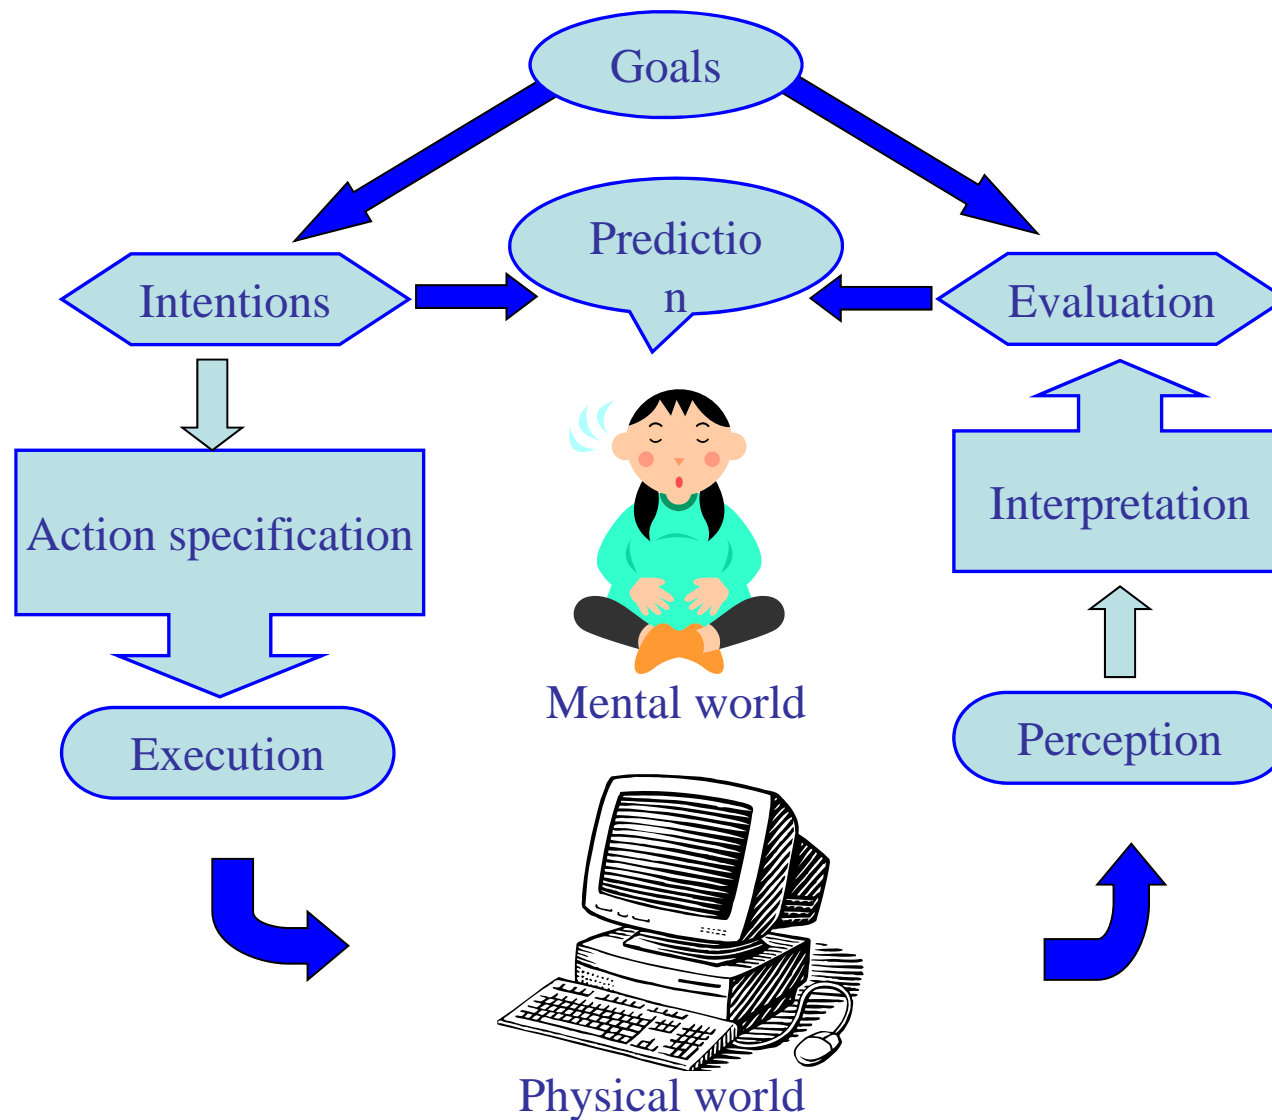 Goals
Predictio
n
Intentions
Evaluation
Action specification
Interpretation
Mental world
Execution
Perception
Physical world